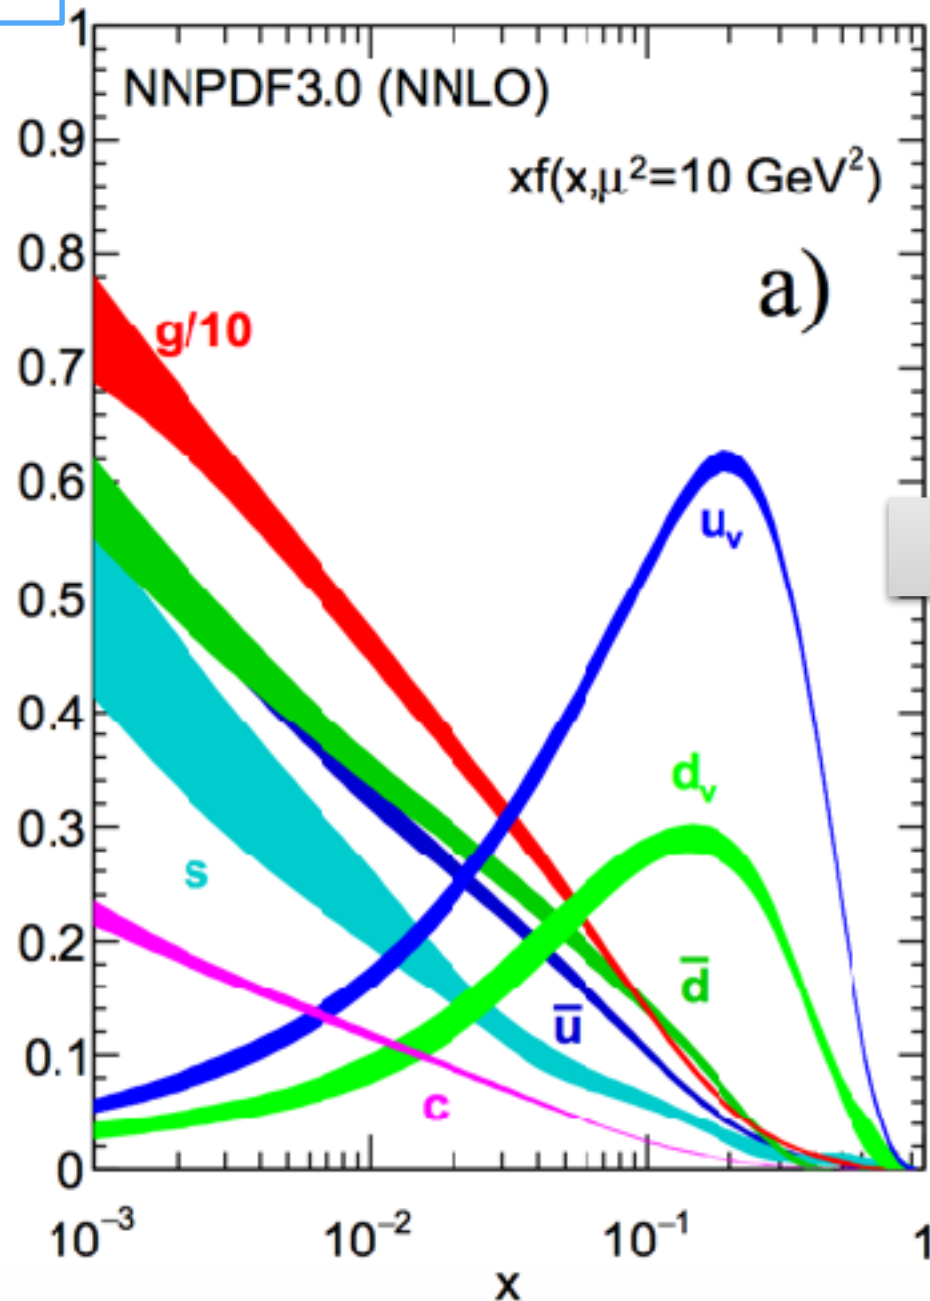 1
NNPDF3.0 (NNLO)
0.9
xf(x,μ²=10 GeV²)
0.8
a)
g/10
0.7
0.6
u_v
0.5
0.4
d_v
0.3
s
0.2
d̄
ū
0.1
c
0
10⁻³ 10⁻² 10⁻¹ 1
x